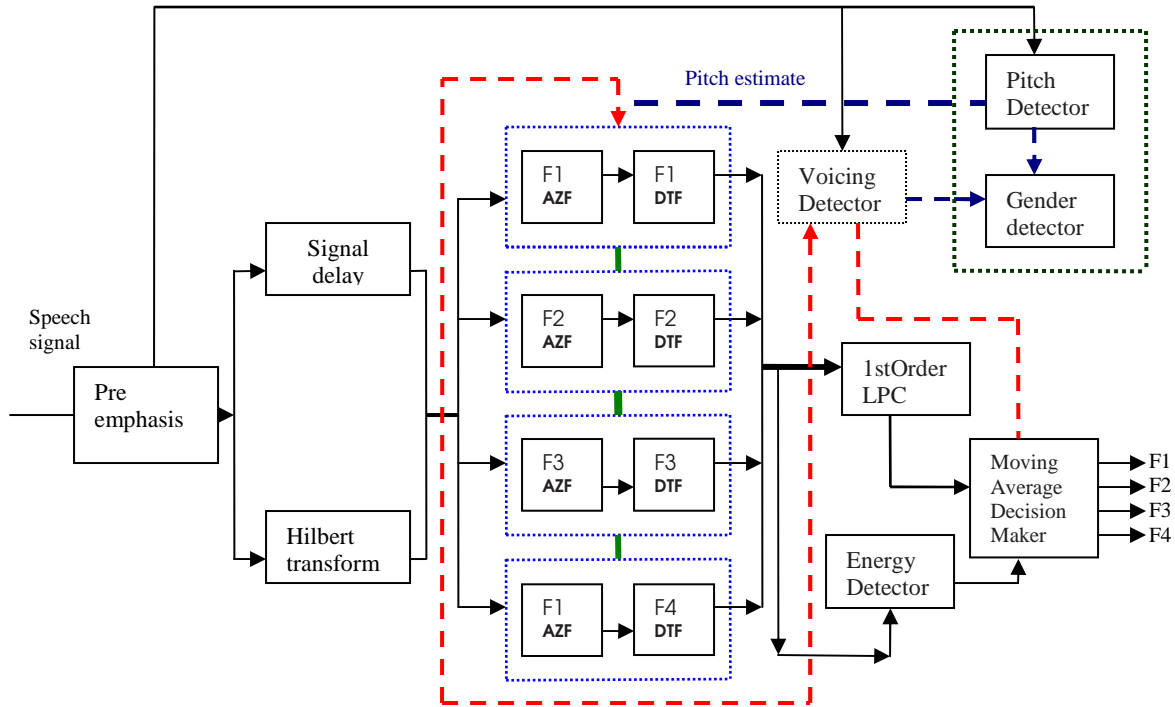 Pitch estimate
Pitch
Detector
Voicing
Detector
Gender
detector
F1
AZF
F1
DTF
Signal
delay
F2
AZF
F2
DTF
Speech
signal
Pre
emphasis
1stOrder
LPC
F3
AZF
F3
DTF
Moving
Average
Decision
Maker
F1
F2
F3
F4
Hilbert
transform
Energy
Detector
F1
AZF
F4
DTF